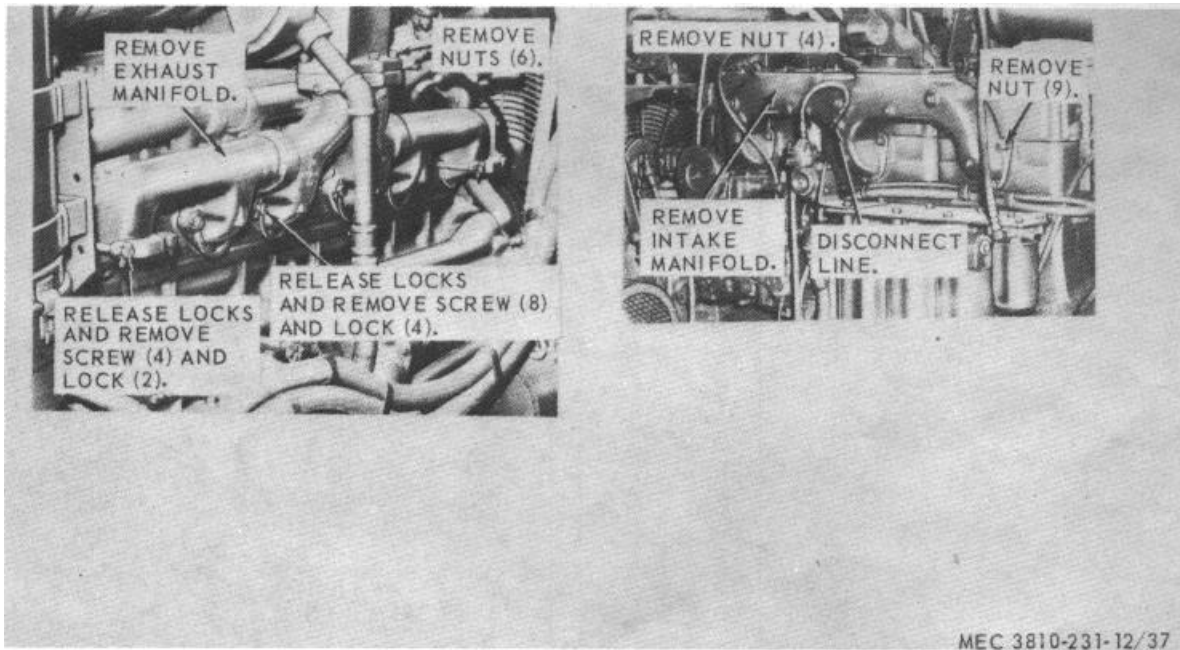 REMOVE
EXHAUST
MANIFOLD.
REMOVE
NUTS (6).
RELEASE LOCKS
AND REMOVE SCREW (8)
AND LOCK (4).
RELEASE LOCKS
AND REMOVE
SCREW (4) AND
LOCK (2).
REMOVE NUT (4).
REMOVE
NUT (9).
REMOVE
INTAKE
MANIFOLD.
DISCONNECT
LINE.
MEC 3810-231-12/37